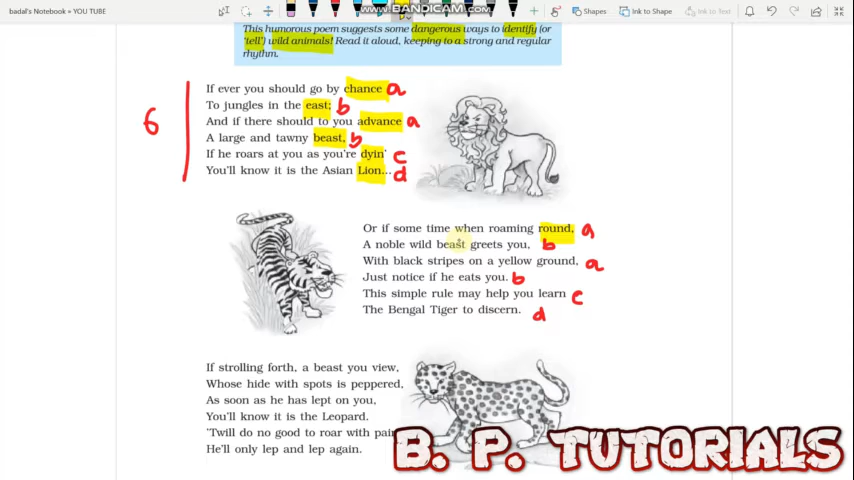 badal's Notebook » YOU TUBE
WWW.BANDICAM.COM
Shapes
Ink to Shape
Ink to Text
This humorous poem suggests some dangerous ways to identify (or
'tell') wild animals! Read it aloud, keeping to a strong and regular
rhythm.
6
If ever you should go by chance a
To jungles in the east; b
And if there should to you advance a
A large and tawny beast, b
If he roars at you as you're dyin' c
You'll know it is the Asian Lion... d
Or if some time when roaming round, a
A noble wild beast greets you, b
With black stripes on a yellow ground, a
Just notice if he eats you. b
This simple rule may help you learn c
The Bengal Tiger to discern. d
If strolling forth, a beast you view,
Whose hide with spots is peppered,
As soon as he has lept on you,
You'll know it is the Leopard.
'Twill do no good to roar with pain
He'll only lep and lep again.
B. P. TUTORIALS